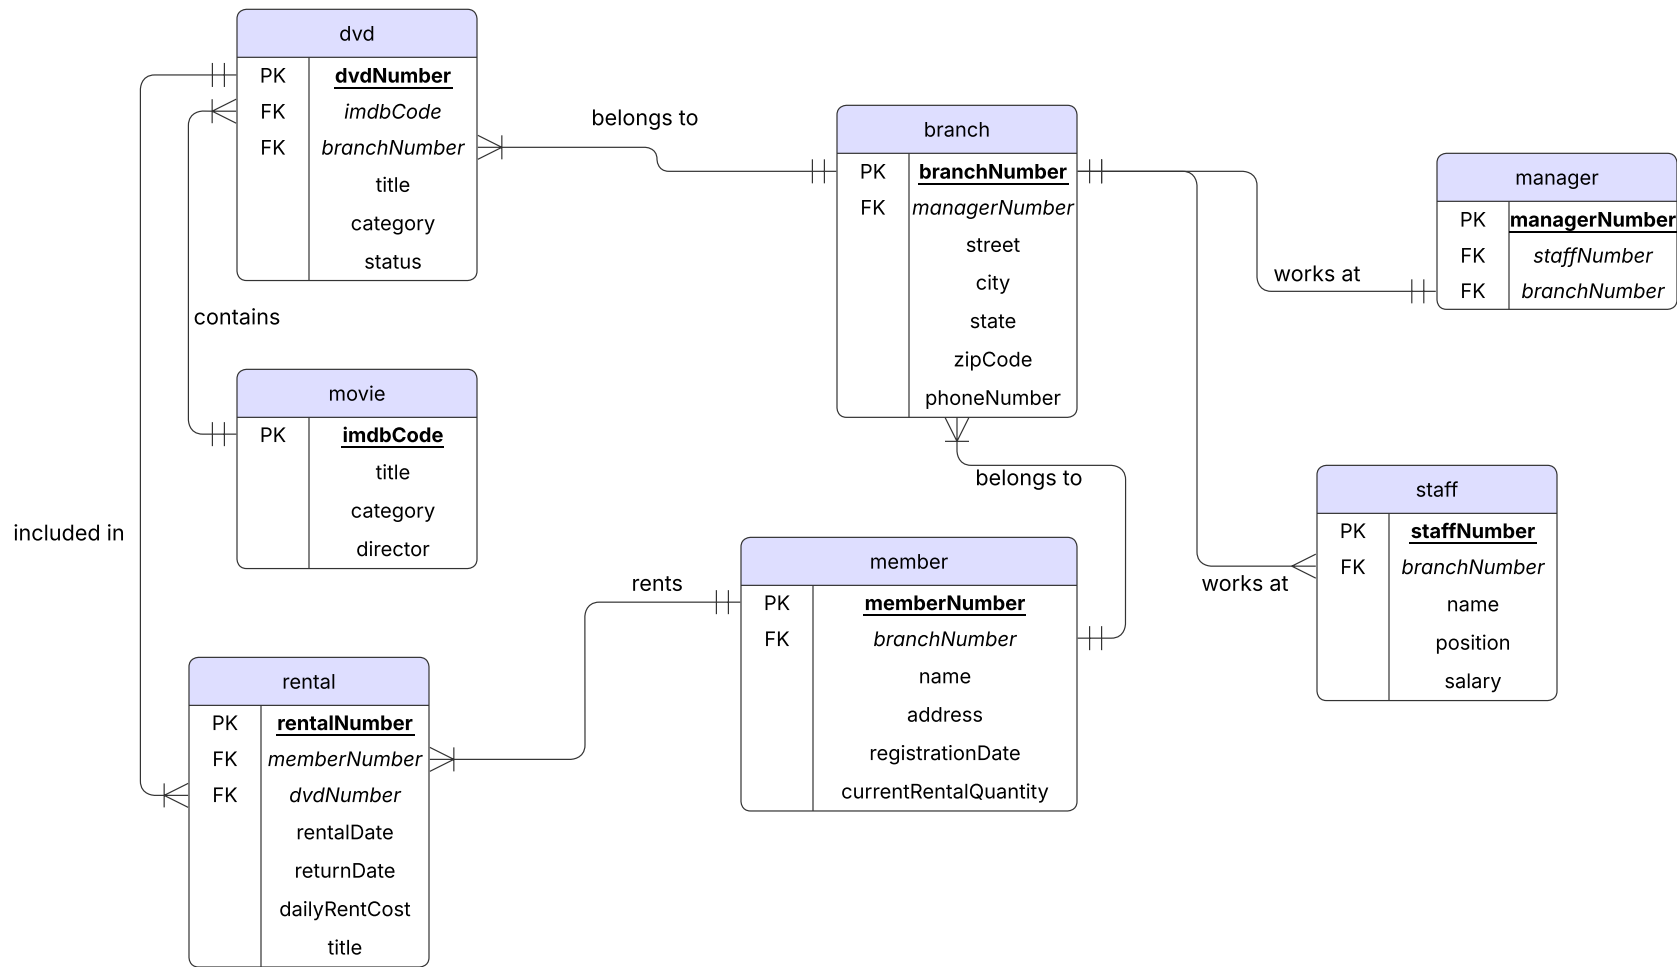 dvd
PK dvdNumber
FK imdbCode
FK branchNumber
title
category
status
belongs to
branch
PK branchNumber
FK managerNumber
street
city
state
zipCode
phoneNumber
manager
PK managerNumber
FK staffNumber
FK branchNumber
works at
contains
movie
PK imdbCode
title
category
director
included in
belongs to
staff
PK staffNumber
FK branchNumber
name
position
salary
works at
rents
member
PK memberNumber
FK branchNumber
name
address
registrationDate
currentRentalQuantity
rental
PK rentalNumber
FK memberNumber
FK dvdNumber
rentalDate
returnDate
dailyRentCost
title